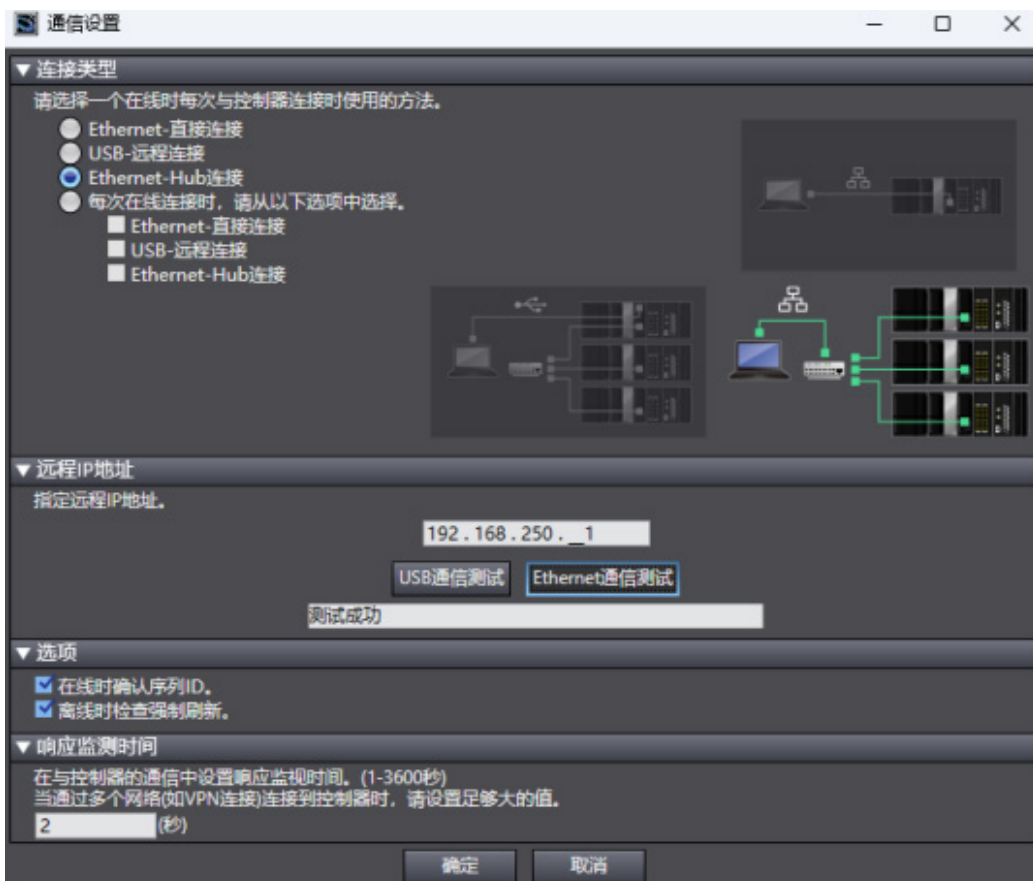 通信设置
▼ 连接类型
请选择一个在线时每次与控制器连接时使用的方法。
Ethernet-直接连接
USB-远程连接
Ethernet-Hub连接
每次在线连接时，请从以下选项中选择。
Ethernet-直接连接
USB-远程连接
Ethernet-Hub连接
▼ 远程IP地址
指定远程IP地址。
192.168.250.__1
USB通信测试 Ethernet通信测试
测试成功
▼ 选项
在线时确认序列ID。
离线时检查强制刷新。
▼ 响应监测时间
在与控制器的通信中设置响应监视时间。(1-3600秒)
当通过多个网络(如VPN连接)连接到控制器时，请设置足够大的值。
2 (秒)
确定 取消